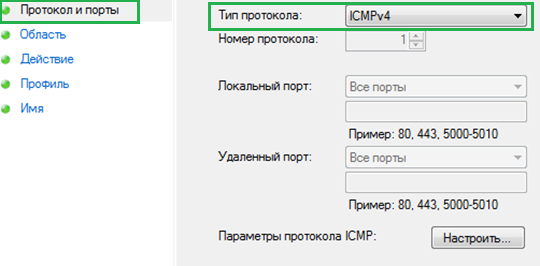 Протокол и порты
Область
Действие
Профиль
Имя
Тип протокола: ICMPv4
Номер протокола: 1
Локальный порт: Все порты
Пример: 80, 443, 5000-5010
Удаленный порт: Все порты
Пример: 80, 443, 5000-5010
Параметры протокола ICMP: Настроить...